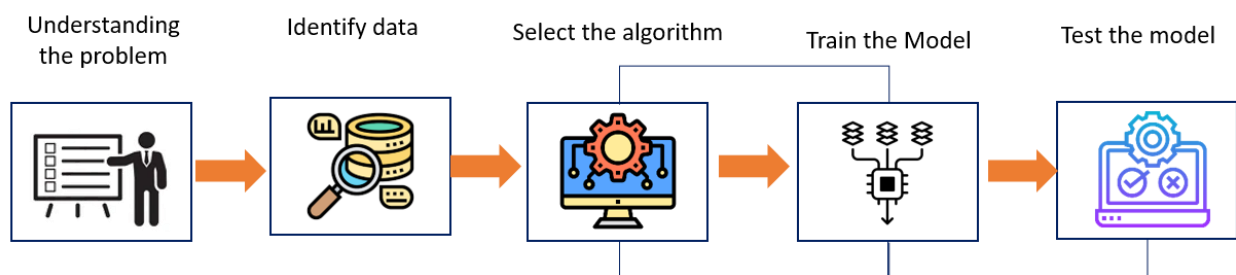 Understanding
the problem
Identify data
Select the algorithm
Train the Model
Test the model